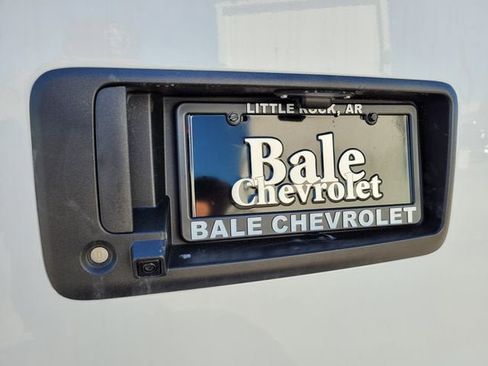 LITTLE ROCK, AR
Bale
Chevrolet
BALE CHEVROLET